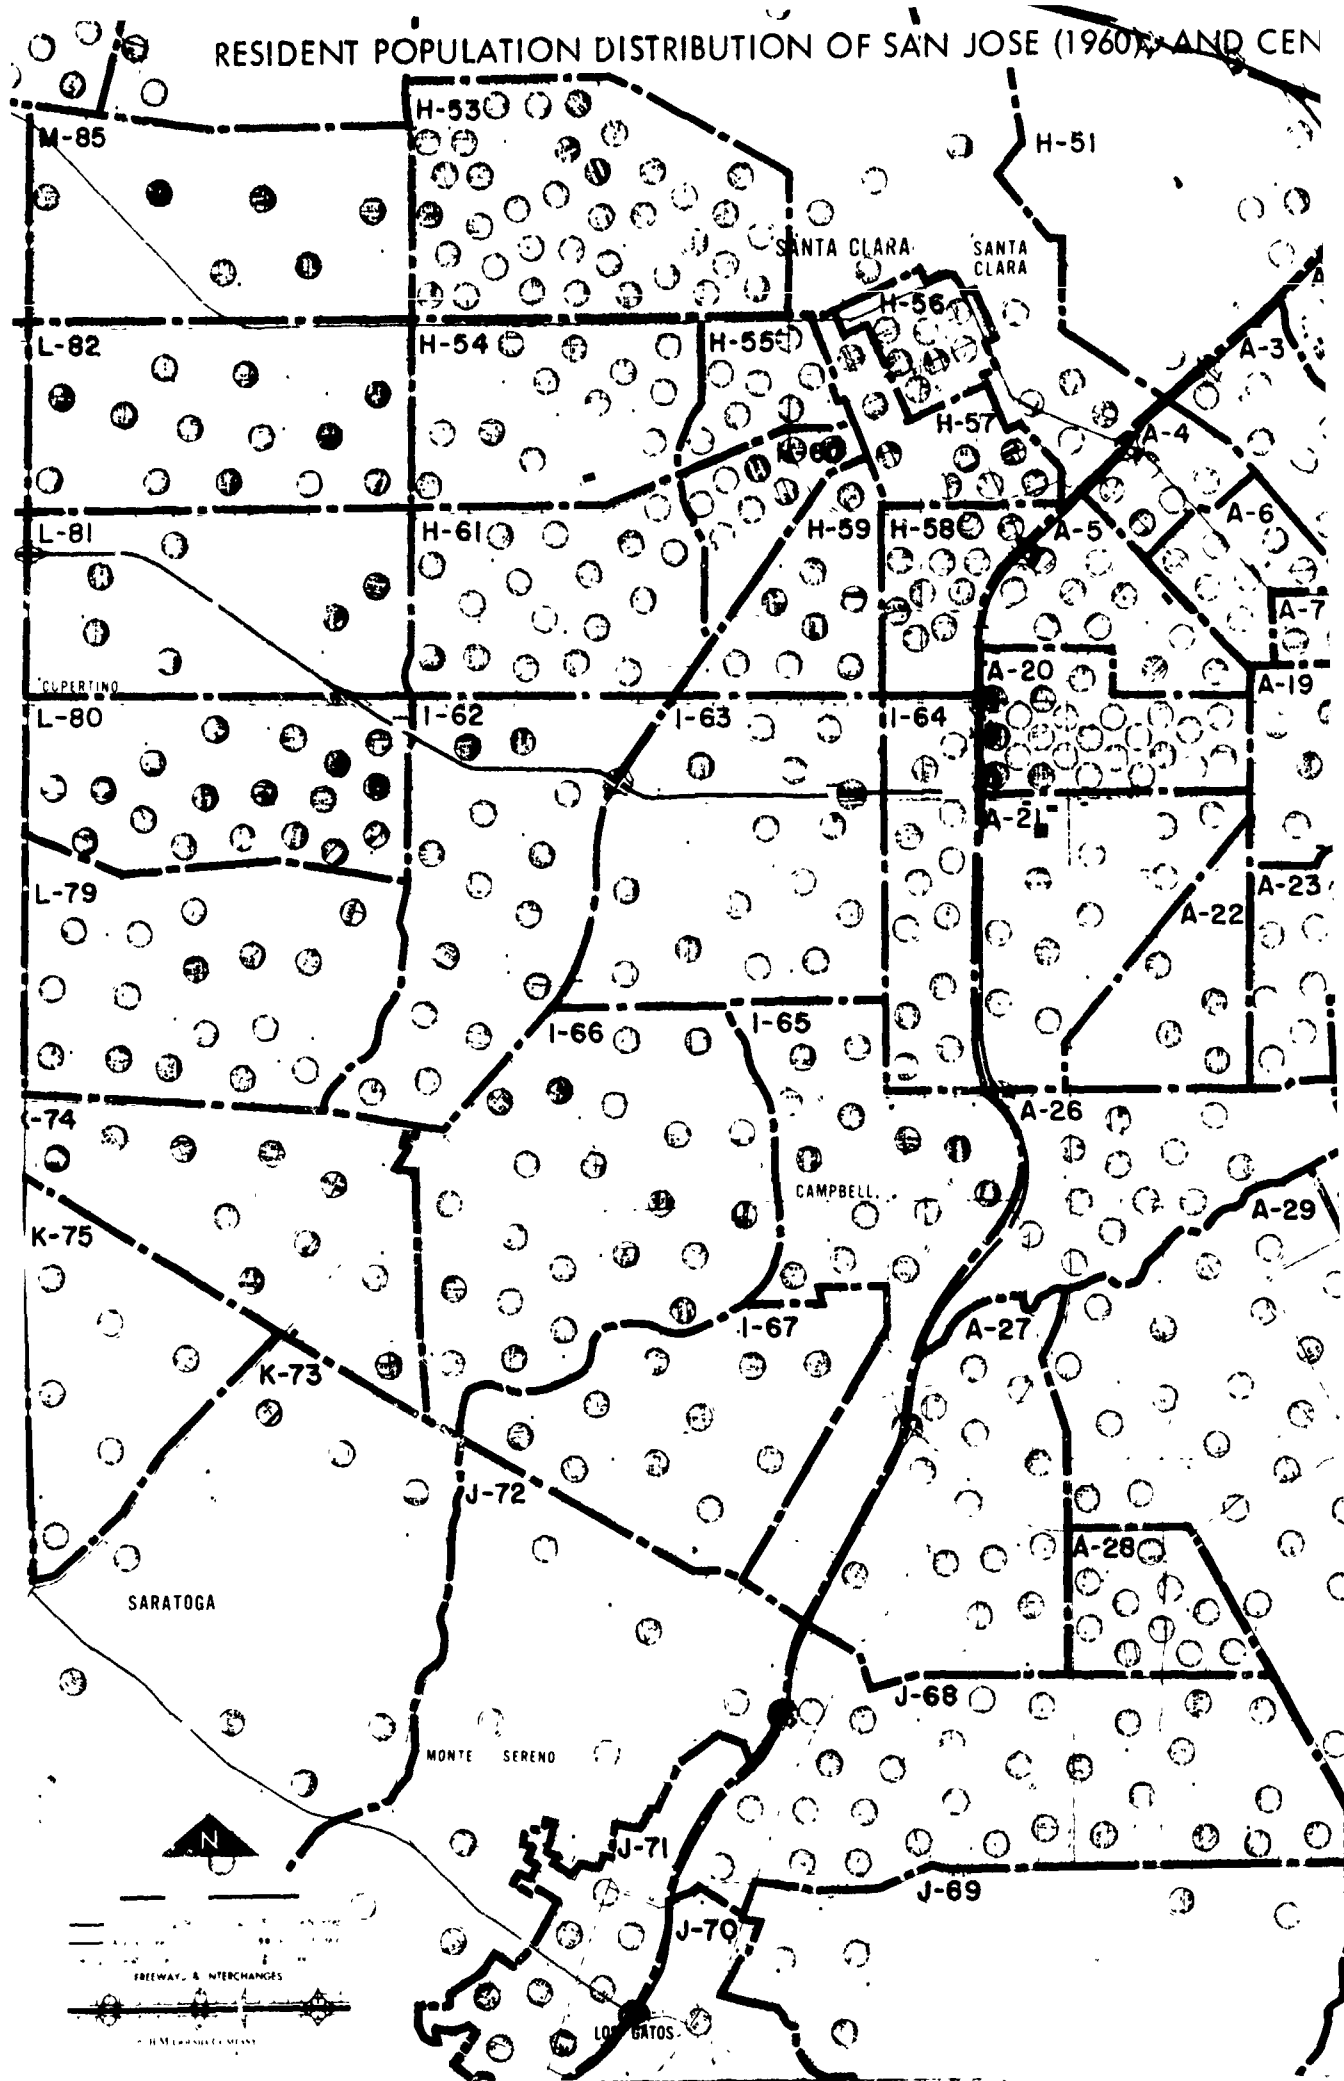 RESIDENT POPULATION DISTRIBUTION OF SAN JOSE (1960), AND CEN
H-53
M-85
H-51
SANTA CLARA
SANTA
CLARA
H-56
L-82
H-54
H-55
A-3
H-57
A-4
H-60
L-81
H-61
H-59
H-58
A-5
A-6
A-7
CUPERTINO
A-20
A-19
L-80
I-62
I-63
I-64
A-21
L-79
A-22
A-23
I-66
I-65
-74
A-26
CAMPBELL
K-75
A-29
I-67
A-27
K-73
J-72
A-28
SARATOGA
J-68
MONTE SERENO
N
J-71
J-69
J-70
FREEWAYS & INTERCHANGES
LOS GATOS